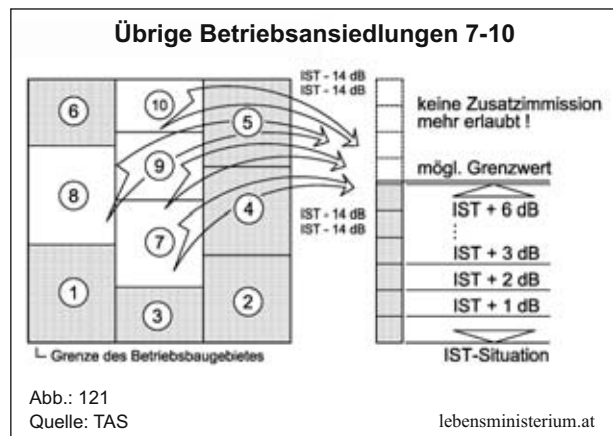 Übrige Betriebsansiedlungen 7-10
IST - 14 dB
IST - 14 dB
6
10
5
9
8
4
7
1
3
2
IST - 14 dB
IST - 14 dB
keine Zusatzimmission
mehr erlaubt !
mögl. Grenzwert
IST + 6 dB
IST + 3 dB
IST + 2 dB
IST + 1 dB
IST-Situation
Grenze des Betriebsbaugebietes
Abb.: 121
Quelle: TAS
lebensministerium.at